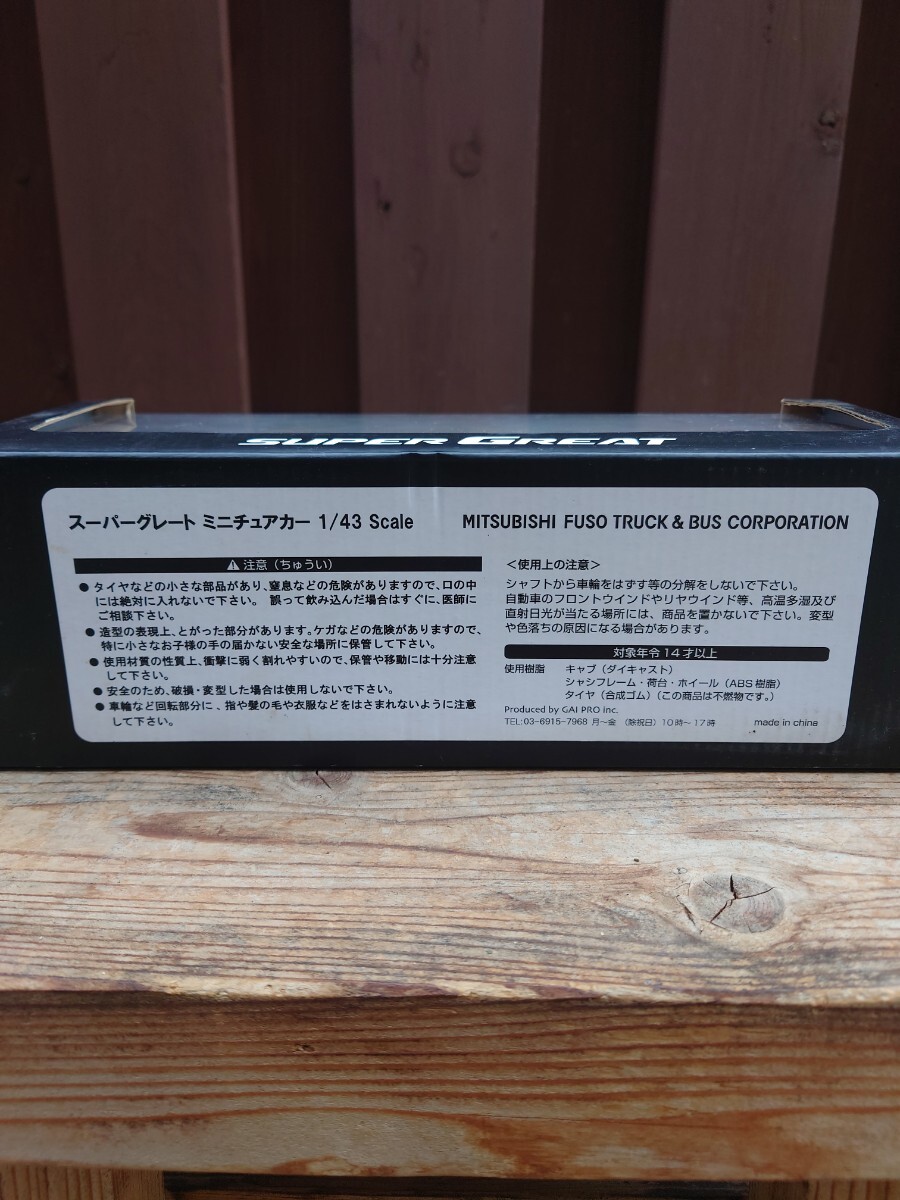 SUPER GREAT
スーパーグレート ミニチュアカー 1/43 Scale
MITSUBISHI FUSO TRUCK & BUS CORPORATION
⚠ 注意（ちゅうい）
● タイヤなどの小さな部品があり、窒息などの危険がありますので、口の中
には絶対に入れないで下さい。 誤って飲み込んだ場合はすぐに、医師に
ご相談下さい。
● 造型の表現上、とがった部分があります。ケガなどの危険がありますので、
特に小さなお子様の手の届かない安全な場所に保管して下さい。
● 使用材質の性質上、衝撃に弱く割れやすいので、保管や移動には十分注意
して下さい。
● 安全のため、破損・変型した場合は使用しないで下さい。
● 車輪など回転部分に、指や髪の毛や衣服などをはさまれないように注意
して下さい。
＜使用上の注意＞
シャフトから車輪をはずす等の分解をしないで下さい。
自動車のフロントウインドやリヤウインド等、高温多湿及び
直射日光が当たる場所には、商品を置かないで下さい。変型
や色落ちの原因になる場合があります。
対象年令 14才以上
使用樹脂 キャブ（ダイキャスト）
シャシフレーム・荷台・ホイール（ABS樹脂）
タイヤ（合成ゴム）（この商品は不燃物です。）
Produced by GAI PRO inc.
TEL:03-6915-7968 月～金 （除祝日）10時～17時 made in china